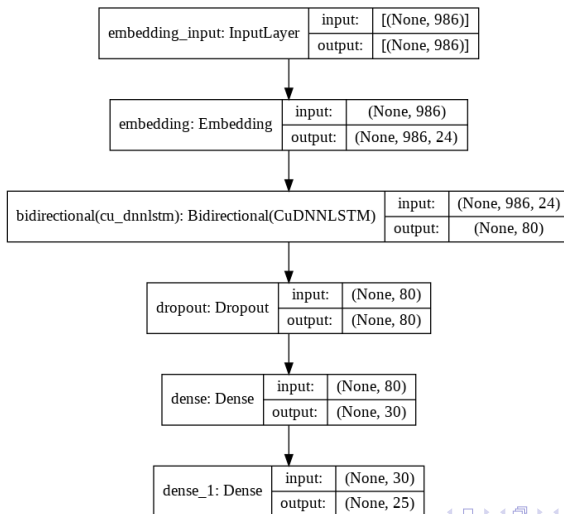 embedding_input: InputLayer
input: [(None, 986)]
output: [(None, 986)]
embedding: Embedding
input: (None, 986)
output: (None, 986, 24)
bidirectional(cu_dnnlstm): Bidirectional(CuDNNLSTM)
input: (None, 986, 24)
output: (None, 80)
dropout: Dropout
input: (None, 80)
output: (None, 80)
dense: Dense
input: (None, 80)
output: (None, 30)
dense_1: Dense
input: (None, 30)
output: (None, 25)